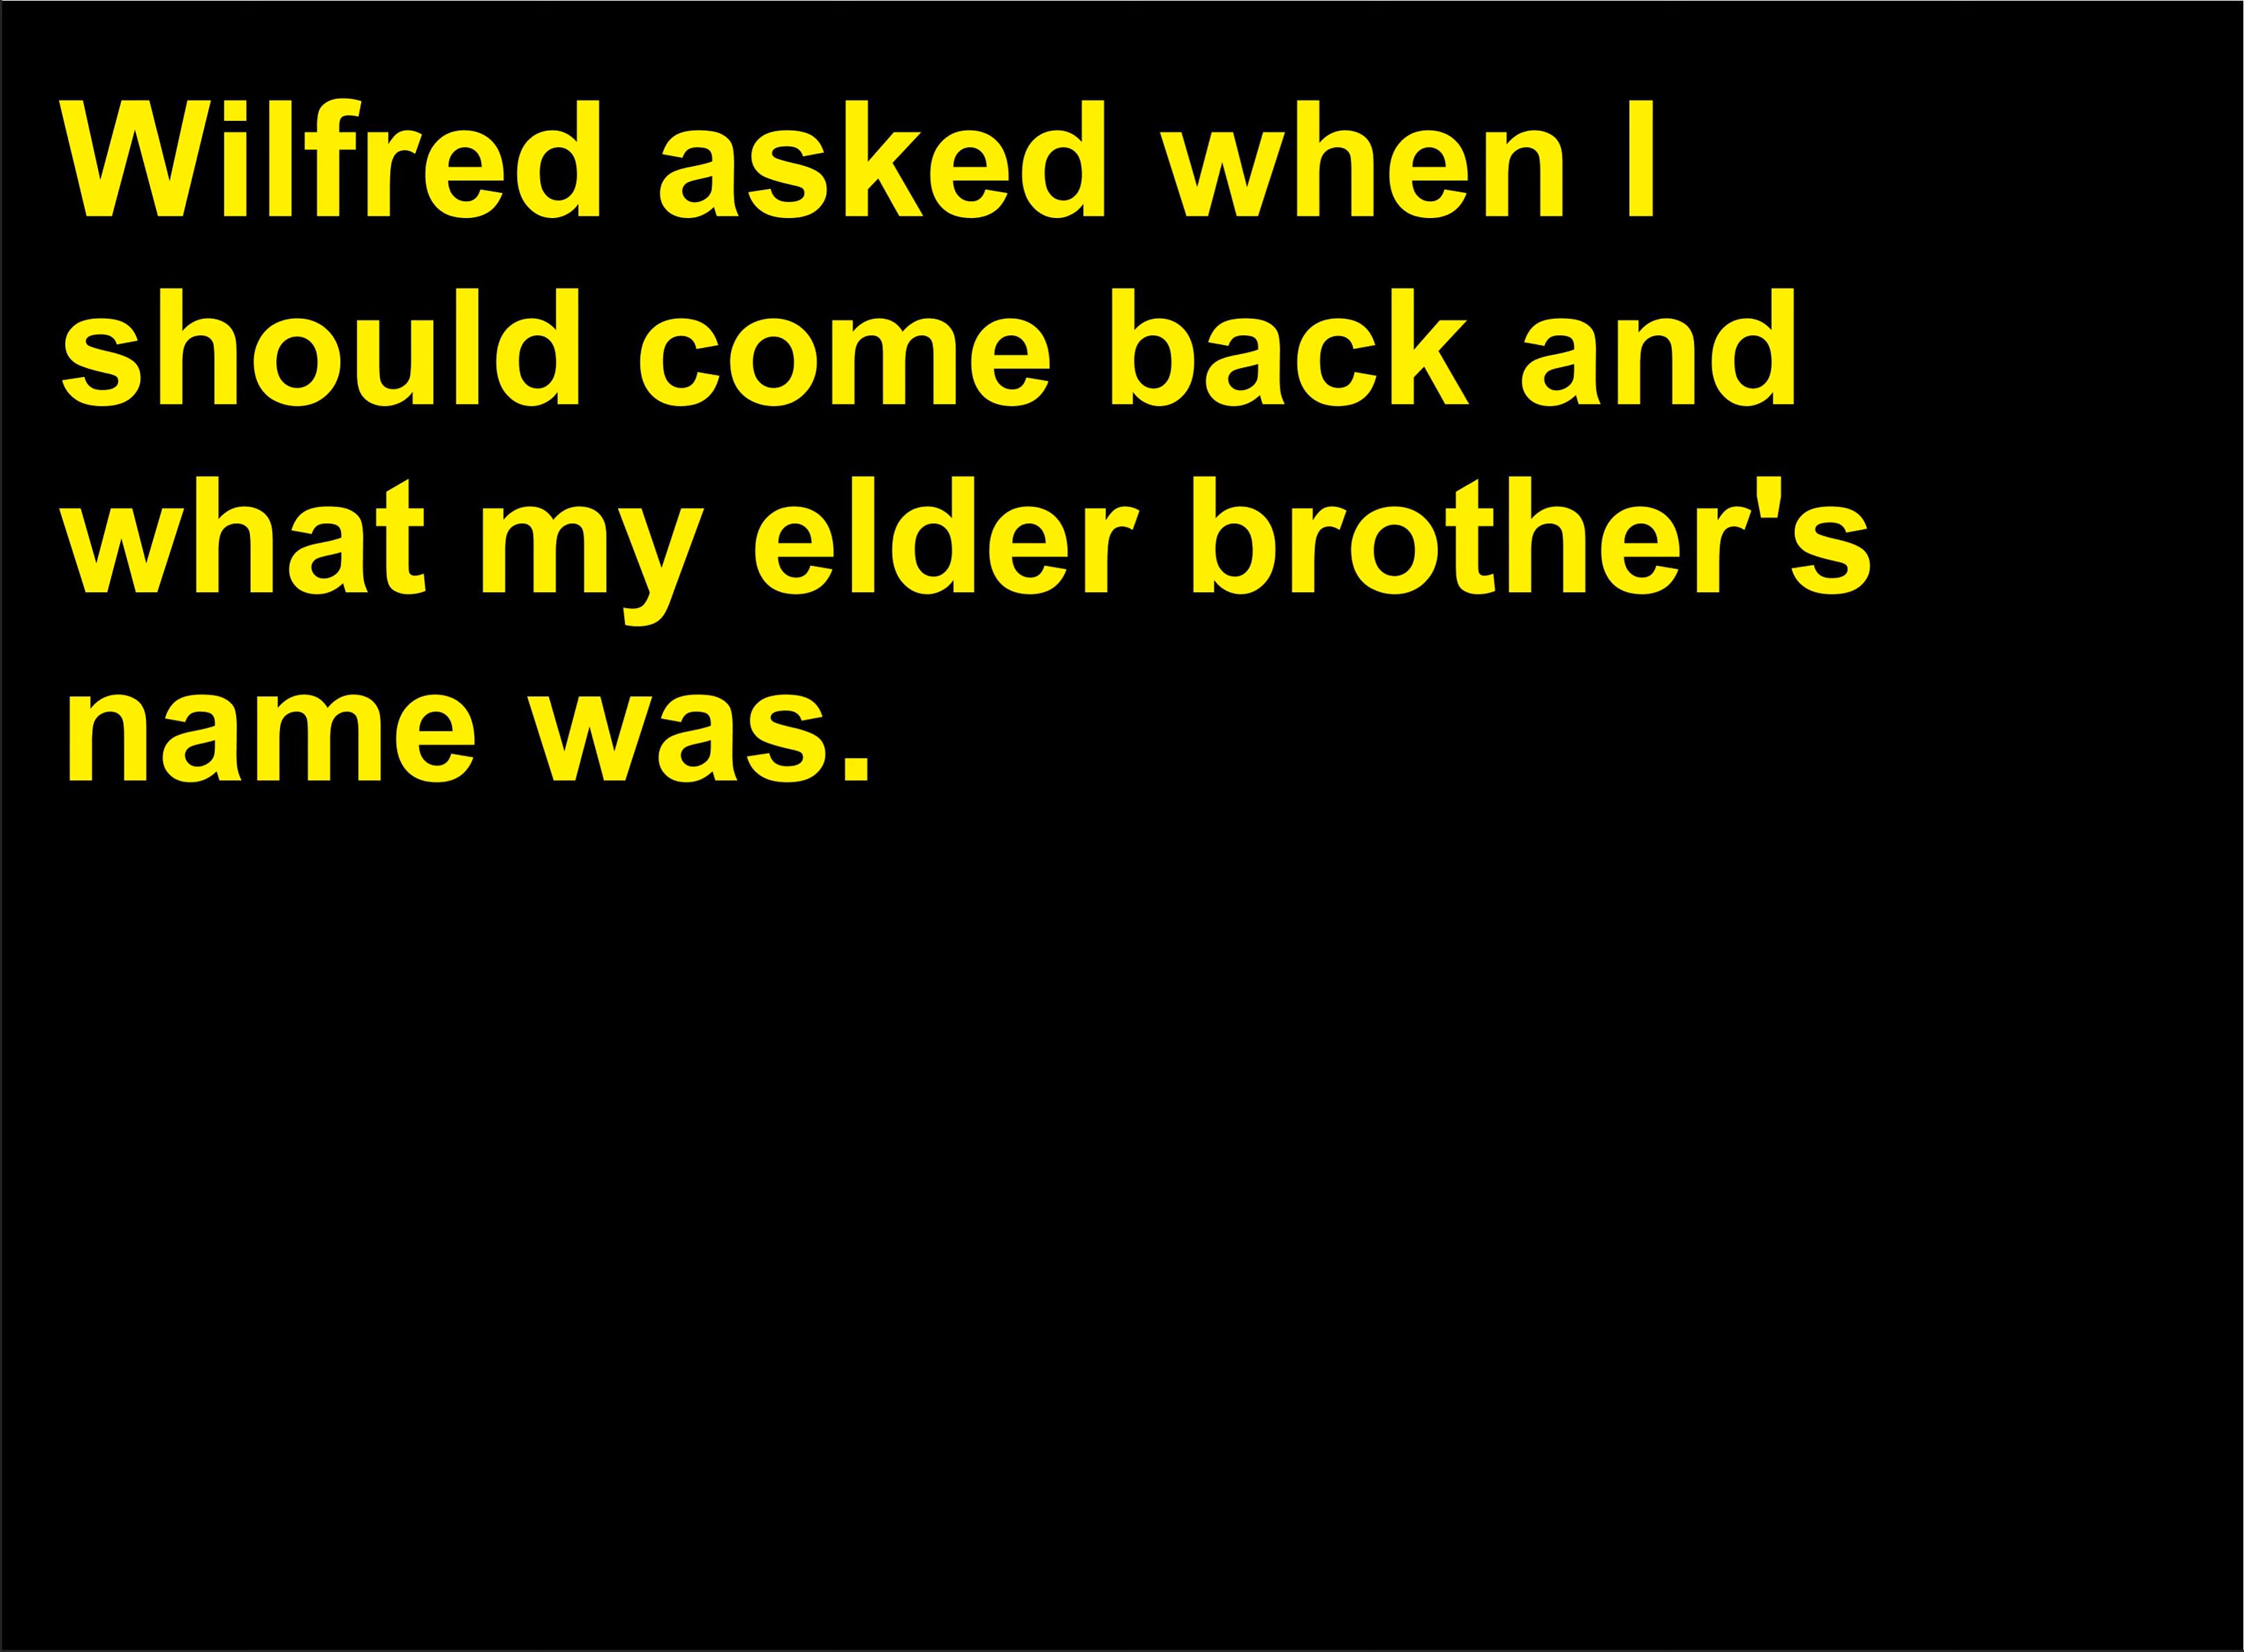 Wilfred asked when I
should come back and
what my elder brother's
name was.